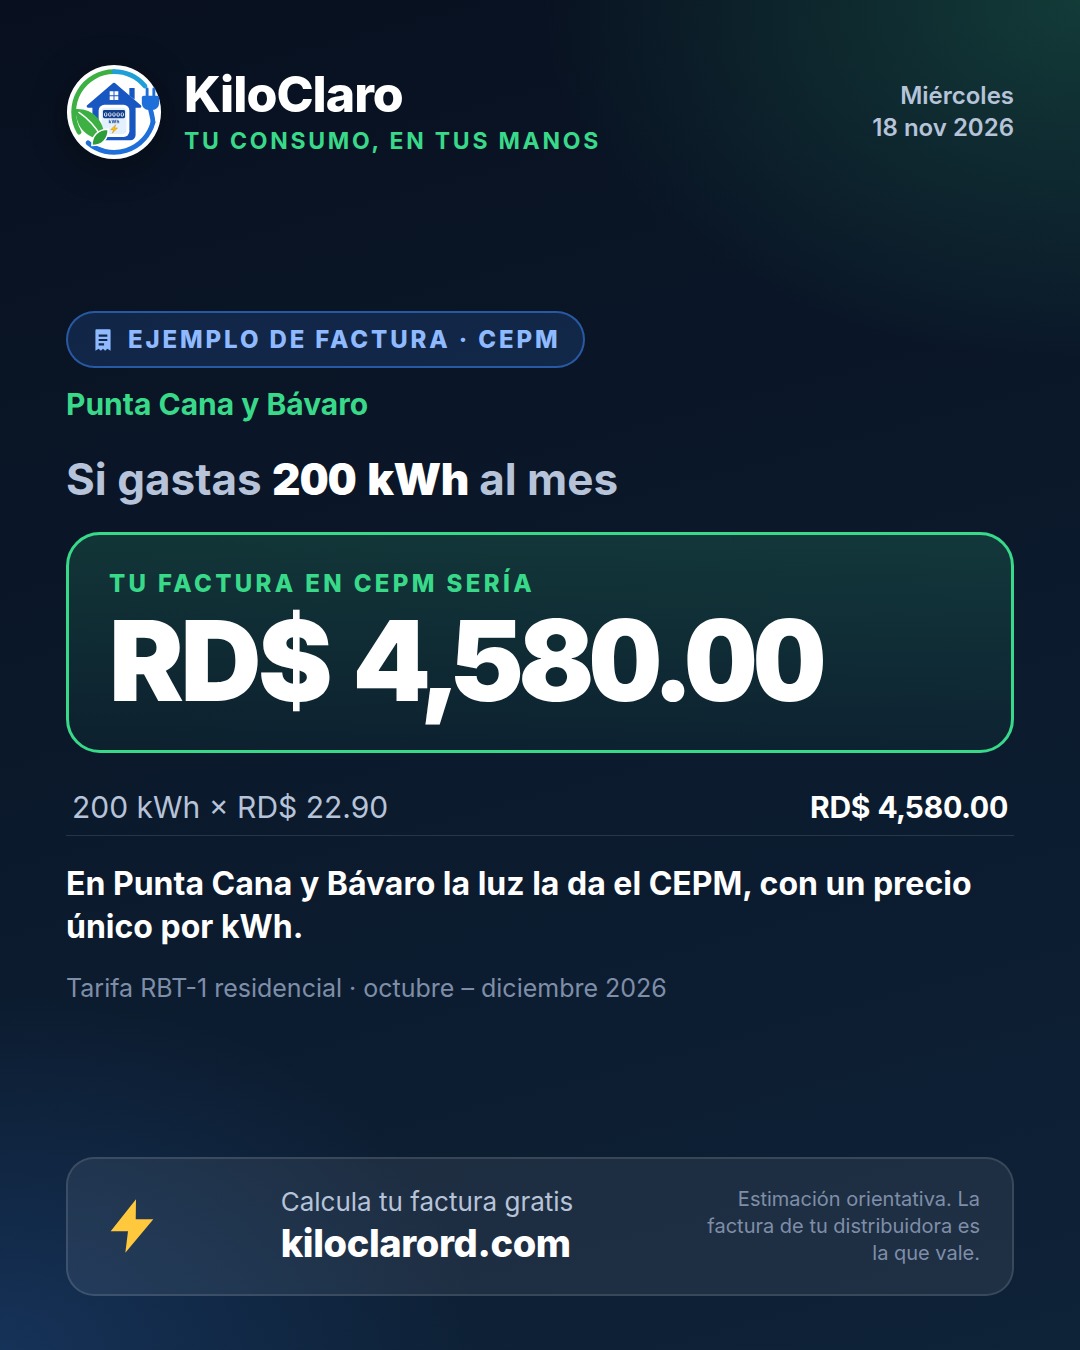 KiloClaro
TU CONSUMO, EN TUS MANOS
Miércoles
18 nov 2026
EJEMPLO DE FACTURA · CEPM
Punta Cana y Bávaro
Si gastas 200 kWh al mes
TU FACTURA EN CEPM SERÍA
RD$ 4,580.00
200 kWh × RD$ 22.90
RD$ 4,580.00
En Punta Cana y Bávaro la luz la da el CEPM, con un precio
único por kWh.
Tarifa RBT-1 residencial · octubre – diciembre 2026
Calcula tu factura gratis
kiloclarord.com
Estimación orientativa. La
factura de tu distribuidora es
la que vale.